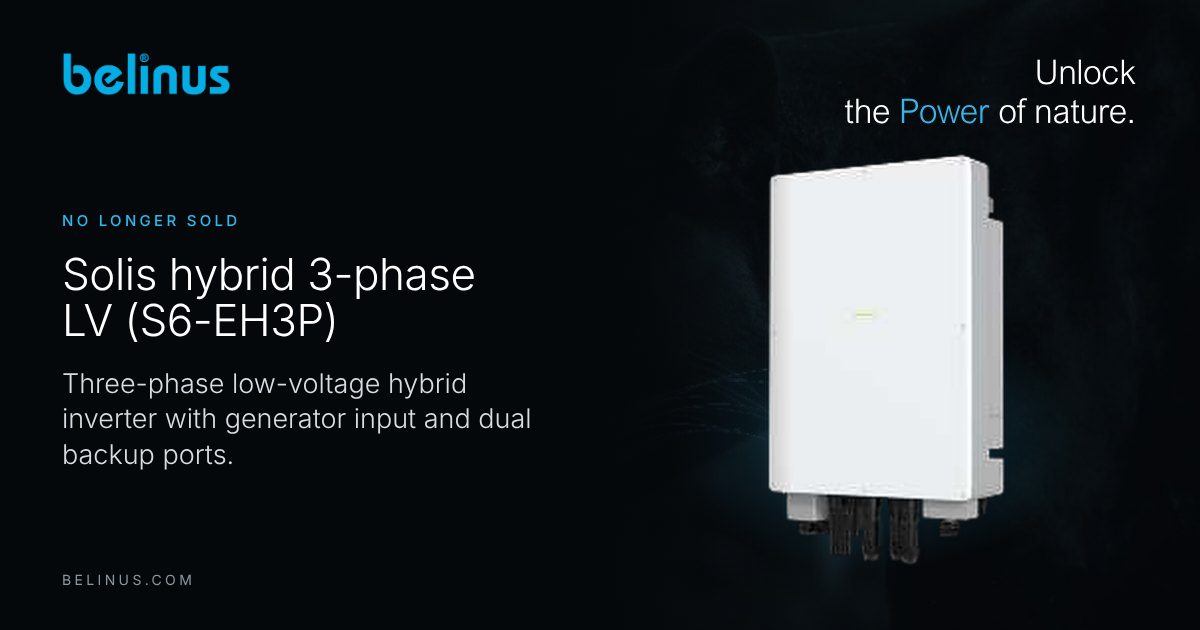 belinus®
Unlock
the Power of nature.
NO LONGER SOLD
Solis hybrid 3-phase
LV (S6-EH3P)
Three-phase low-voltage hybrid
inverter with generator input and dual
backup ports.
BELINUS.COM